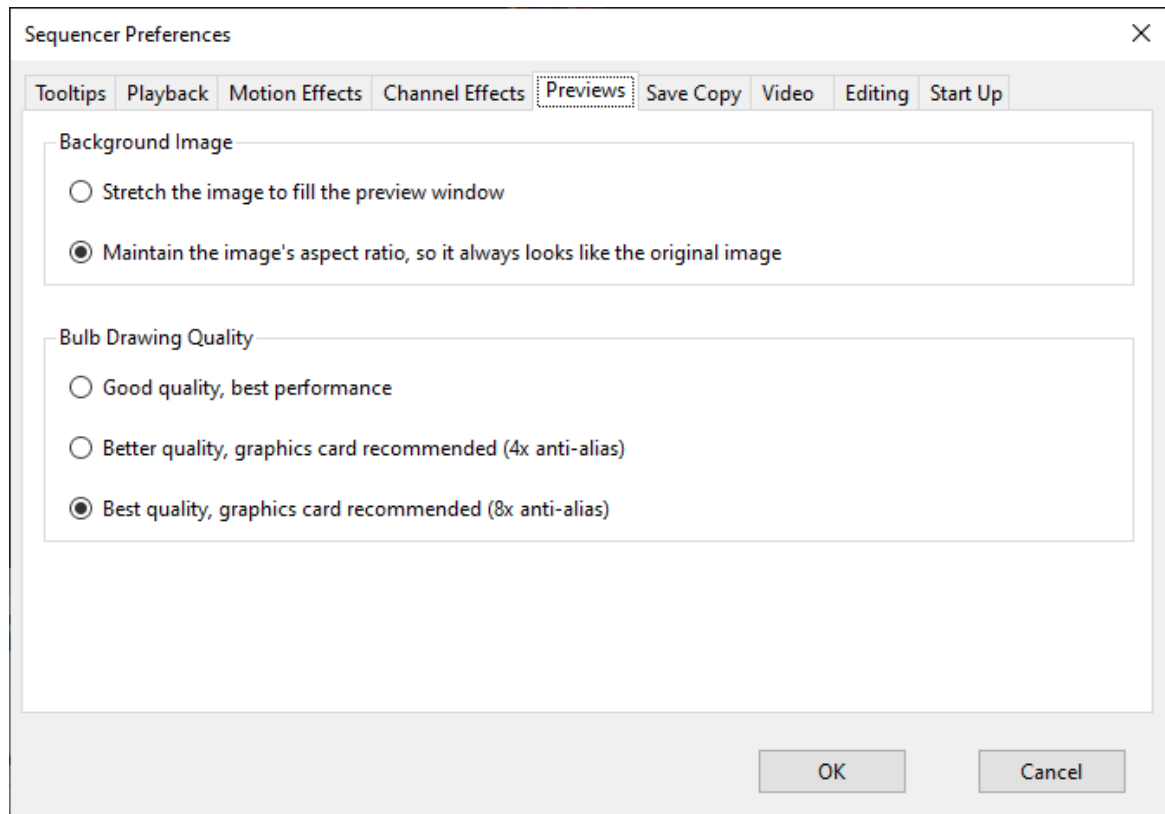 Sequencer Preferences
Tooltips Playback Motion Effects Channel Effects Previews Save Copy Video Editing Start Up
Background Image
Stretch the image to fill the preview window
Maintain the image's aspect ratio, so it always looks like the original image
Bulb Drawing Quality
Good quality, best performance
Better quality, graphics card recommended (4x anti-alias)
Best quality, graphics card recommended (8x anti-alias)
OK Cancel